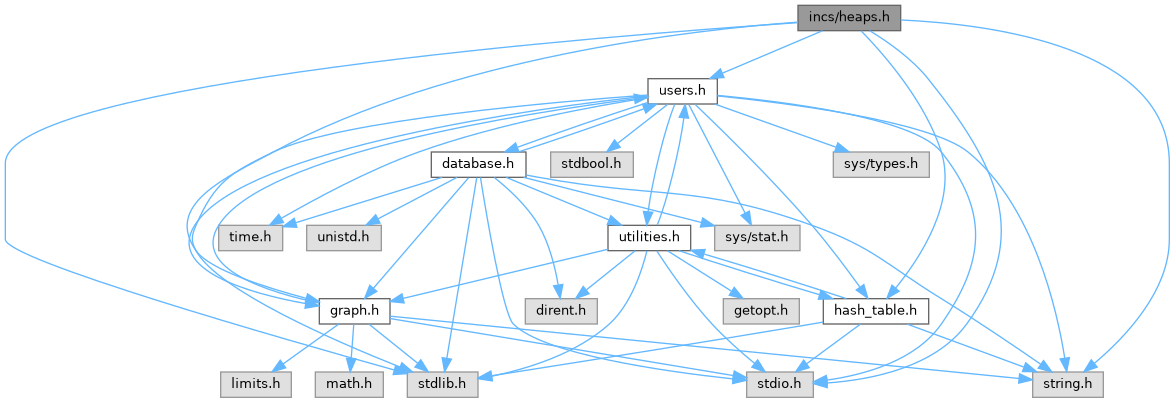 incs/heaps.h
users.h
database.h
stdbool.h
sys/types.h
time.h
unistd.h
utilities.h
sys/stat.h
graph.h
dirent.h
getopt.h
hash_table.h
limits.h
math.h
stdlib.h
stdio.h
string.h